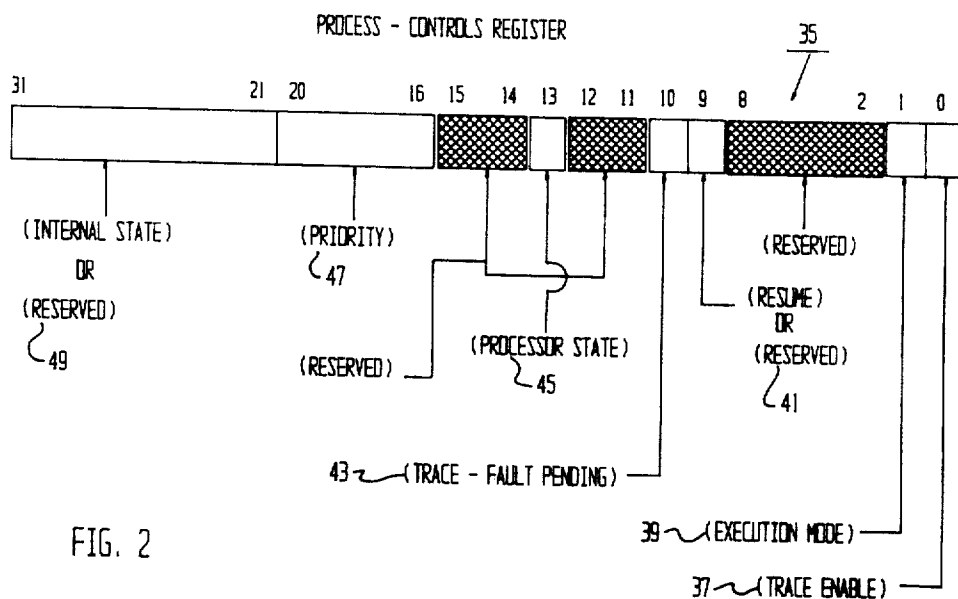 PROCESS - CONTROLS REGISTER
35
31 21 20 16 15 14 13 12 11 10 9 8 2 1 0
(INTERNAL STATE)
OR
(RESERVED)
49
(PRIORITY)
47
(RESERVED)
(PROCESSOR STATE)
45
(RESERVED)
(RESUME)
OR
(RESERVED)
41
43 (TRACE - FAULT PENDING)
39 (EXECUTION MODE)
37 (TRACE ENABLE)
FIG. 2